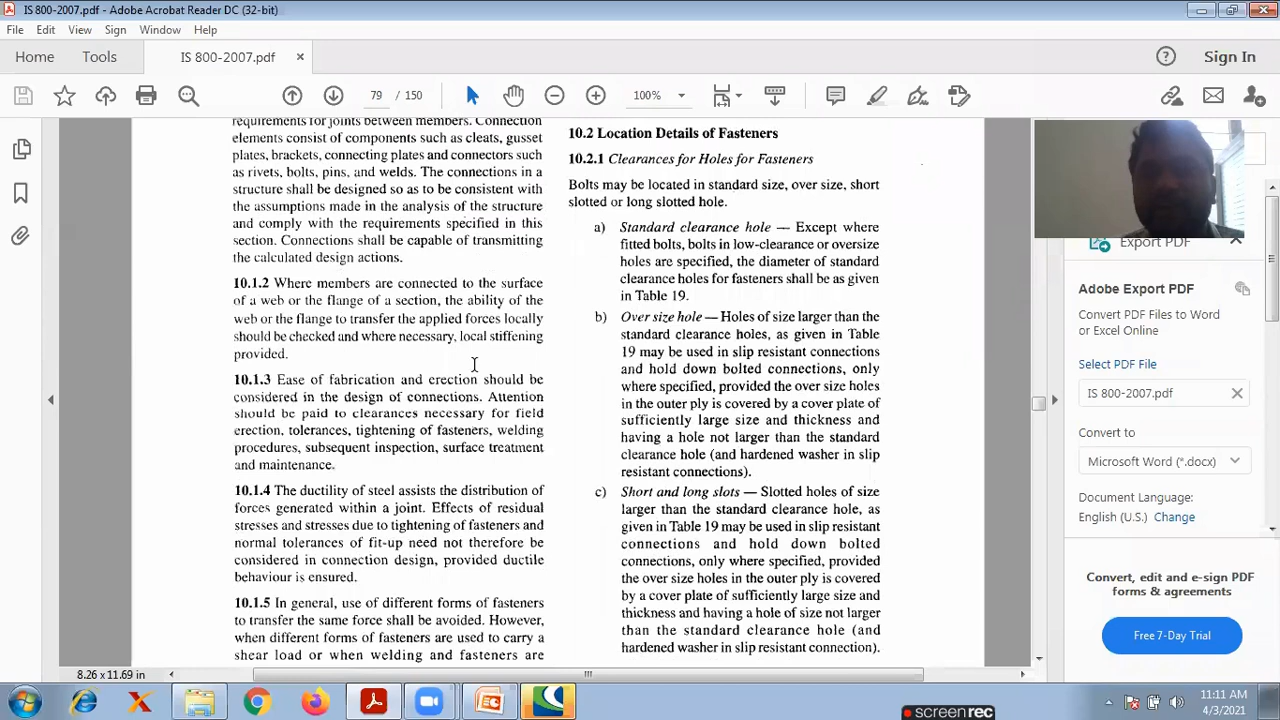 IS 800-2007.pdf - Adobe Acrobat Reader DC (32-bit)
File Edit View Sign Window Help
Home Tools IS 800-2007.pdf × Sign In
79 / 150 100%
requirements for joints between members. Connection
elements consist of components such as cleats, gusset
plates, brackets, connecting plates and connectors such
as rivets, bolts, pins, and welds. The connections in a
structure shall be designed so as to be consistent with
the assumptions made in the analysis of the structure
and comply with the requirements specified in this
section. Connections shall be capable of transmitting
the calculated design actions.
10.1.2 Where members are connected to the surface
of a web or the flange of a section, the ability of the
web or the flange to transfer the applied forces locally
should be checked and where necessary, local stiffening
provided.
10.1.3 Ease of fabrication and erection should be
considered in the design of connections. Attention
should be paid to clearances necessary for field
erection, tolerances, tightening of fasteners, welding
procedures, subsequent inspection, surface treatment
and maintenance.
10.1.4 The ductility of steel assists the distribution of
forces generated within a joint. Effects of residual
stresses and stresses due to tightening of fasteners and
normal tolerances of fit-up need not therefore be
considered in connection design, provided ductile
behaviour is ensured.
10.1.5 In general, use of different forms of fasteners
to transfer the same force shall be avoided. However,
when different forms of fasteners are used to carry a
shear load or when welding and fasteners are
10.2 Location Details of Fasteners
10.2.1 Clearances for Holes for Fasteners
Bolts may be located in standard size, over size, short
slotted or long slotted hole.
a) Standard clearance hole — Except where
fitted bolts, bolts in low-clearance or oversize
holes are specified, the diameter of standard
clearance holes for fasteners shall be as given
in Table 19.
b) Over size hole — Holes of size larger than the
standard clearance holes, as given in Table
19 may be used in slip resistant connections
and hold down bolted connections, only
where specified, provided the over size holes
in the outer ply is covered by a cover plate of
sufficiently large size and thickness and
having a hole not larger than the standard
clearance hole (and hardened washer in slip
resistant connections).
c) Short and long slots — Slotted holes of size
larger than the standard clearance hole, as
given in Table 19 may be used in slip resistant
connections and hold down bolted
connections, only where specified, provided
the over size holes in the outer ply is covered
by a cover plate of sufficiently large size and
thickness and having a hole of size not larger
than the standard clearance hole (and
hardened washer in slip resistant connection).
8.26 x 11.69 in
Export PDF
Adobe Export PDF
Convert PDF Files to Word
or Excel Online
Select PDF File
IS 800-2007.pdf ×
Convert to
Microsoft Word (*.docx)
Document Language:
English (U.S.) Change
Convert, edit and e-sign PDF
forms & agreements
Free 7-Day Trial
screenrec
11:11 AM
4/3/2021